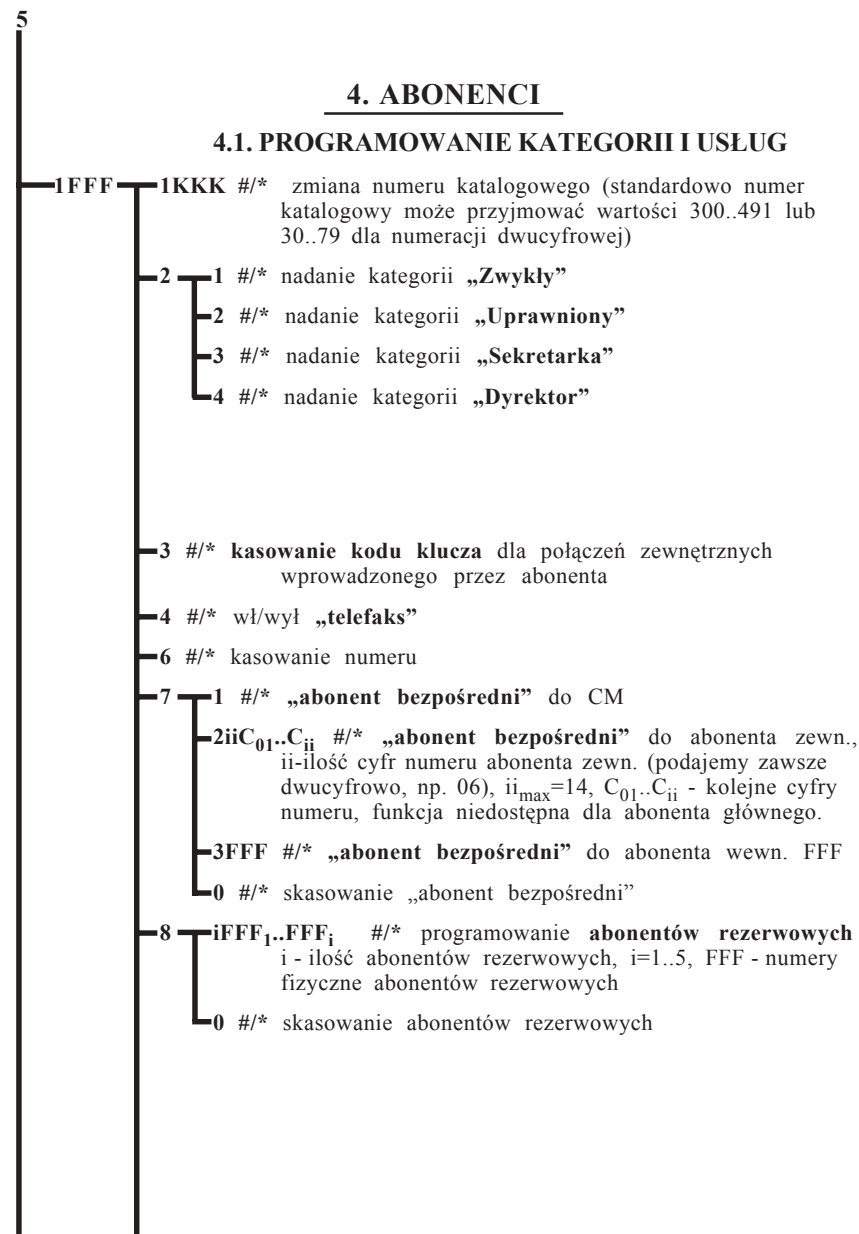 5
4. ABONENCI
4.1. PROGRAMOWANIE KATEGORII I USŁUG
1FFF 1KKK #/* zmiana numeru katalogowego (standardowo numer
katalogowy może przyjmować wartości 300..491 lub
30..79 dla numeracji dwucyfrowej)
2 1 #/* nadanie kategorii „Zwykły”
2 #/* nadanie kategorii „Uprawniony”
3 #/* nadanie kategorii „Sekretarka”
4 #/* nadanie kategorii „Dyrektor”
3 #/* kasowanie kodu klucza dla połączeń zewnętrznych
wprowadzonego przez abonenta
4 #/* wł/wył „telefaks”
6 #/* kasowanie numeru
7 1 #/* „abonent bezpośredni” do CM
2iiC01..Cii #/* „abonent bezpośredni” do abonenta zewn.,
ii-ilość cyfr numeru abonenta zewn. (podajemy zawsze
dwucyfrowo, np. 06), iimax=14, C01..Cii - kolejne cyfry
numeru, funkcja niedostępna dla abonenta głównego.
3FFF #/* „abonent bezpośredni” do abonenta wewn. FFF
0 #/* skasowanie „abonent bezpośredni”
8 iFFF1..FFFi #/* programowanie abonentów rezerwowych
i - ilość abonentów rezerwowych, i=1..5, FFF - numery
fizyczne abonentów rezerwowych
0 #/* skasowanie abonentów rezerwowych